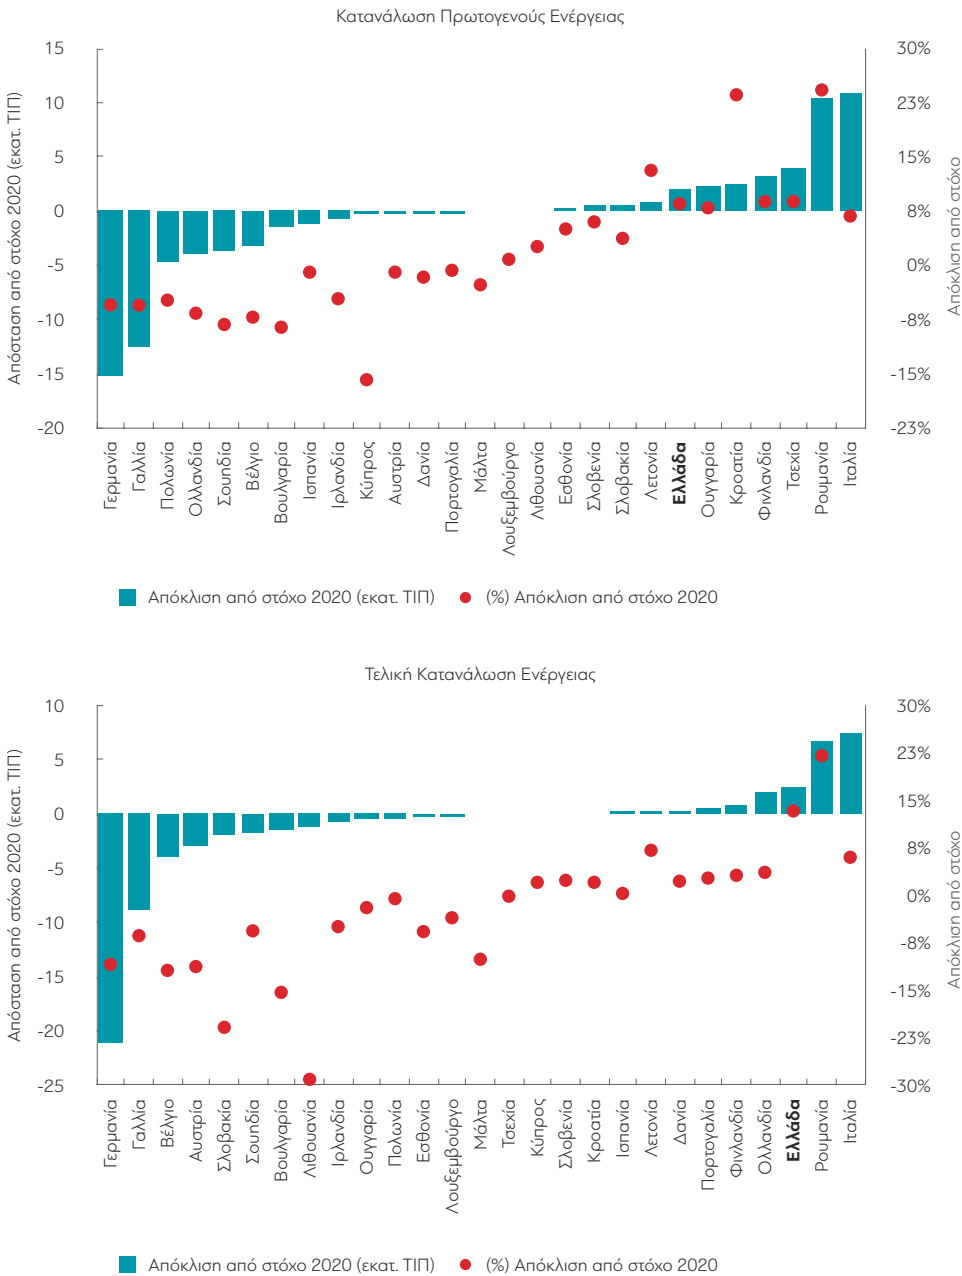 Κατανάλωση Πρωτογενούς Ενέργειας
Απόσταση από στόχο 2020 (εκατ. ΤΙΠ)
15
10
5
0
-5
-10
-15
-20
30%
23%
15%
8%
0%
-8%
-15%
-23%
Απόκλιση από στόχο
Γερμανία
Γαλλία
Πολωνία
Ολλανδία
Σουηδία
Βέλγιο
Βουλγαρία
Ισπανία
Ιρλανδία
Κύπρος
Αυστρία
Δανία
Πορτογαλία
Μάλτα
Λουξεμβούργο
Λιθουανία
Εσθονία
Σλοβενία
Σλοβακία
Λετονία
Ελλάδα
Ουγγαρία
Κροατία
Φινλανδία
Τσεχία
Ρουμανία
Ιταλία
Απόκλιση από στόχο 2020 (εκατ. ΤΙΠ)
(%) Απόκλιση από στόχο 2020
Τελική Κατανάλωση Ενέργειας
Απόσταση από στόχο 2020 (εκατ. ΤΙΠ)
10
5
0
-5
-10
-15
-20
-25
30%
23%
15%
8%
0%
-8%
-15%
-23%
-30%
Απόκλιση από στόχο
Γερμανία
Γαλλία
Βέλγιο
Αυστρία
Σλοβακία
Σουηδία
Βουλγαρία
Λιθουανία
Ιρλανδία
Ουγγαρία
Πολωνία
Εσθονία
Λουξεμβούργο
Μάλτα
Τσεχία
Κύπρος
Σλοβενία
Κροατία
Ισπανία
Λετονία
Δανία
Πορτογαλία
Φινλανδία
Ολλανδία
Ελλάδα
Ρουμανία
Ιταλία
Απόκλιση από στόχο 2020 (εκατ. ΤΙΠ)
(%) Απόκλιση από στόχο 2020